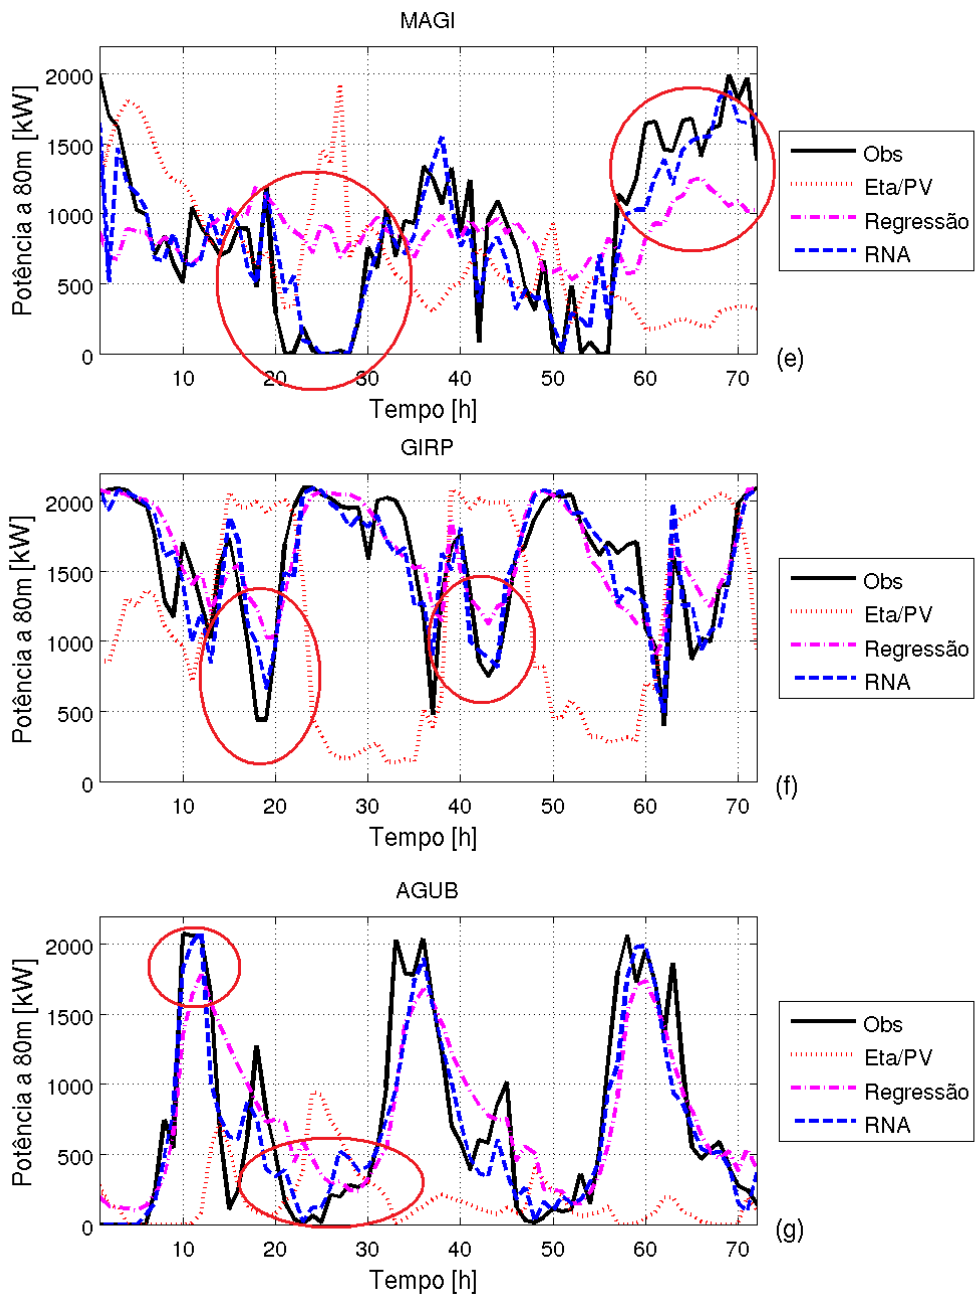 MAGI
Potência a 80m [kW]
2000
1500
1000
500
0
10 20 30 40 50 60 70
Tempo [h]
Obs
Eta/PV
Regressão
RNA
(e)
GIRP
Potência a 80m [kW]
2000
1500
1000
500
0
10 20 30 40 50 60 70
Tempo [h]
Obs
Eta/PV
Regressão
RNA
(f)
AGUB
Potência a 80m [kW]
2000
1500
1000
500
0
10 20 30 40 50 60 70
Tempo [h]
Obs
Eta/PV
Regressão
RNA
(g)